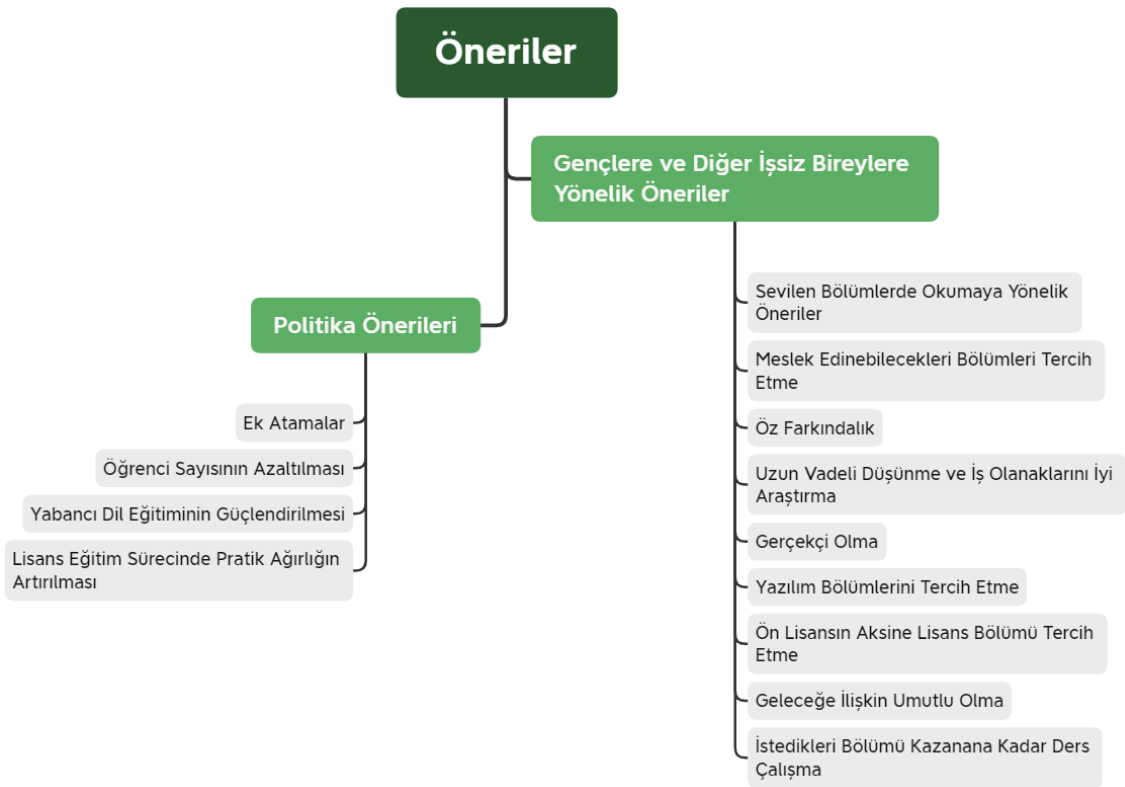 Öneriler
Gençlere ve Diğer İşsiz Bireylere
Yönelik Öneriler
Sevilen Bölümlerde Okumaya Yönelik
Öneriler
Meslek Edinebilecekleri Bölümleri Tercih
Etme
Öz Farkındalık
Uzun Vadeli Düşünme ve İş Olanaklarını İyi
Araştırma
Gerçekçi Olma
Yazılım Bölümlerini Tercih Etme
Ön Lisansın Aksine Lisans Bölümü Tercih
Etme
Geleceğe İlişkin Umutlu Olma
İstedikleri Bölümü Kazanana Kadar Ders
Çalışma
Politika Önerileri
Ek Atamalar
Öğrenci Sayısının Azaltılması
Yabancı Dil Eğitiminin Güçlendirilmesi
Lisans Eğitim Sürecinde Pratik Ağırlığın
Artırılması